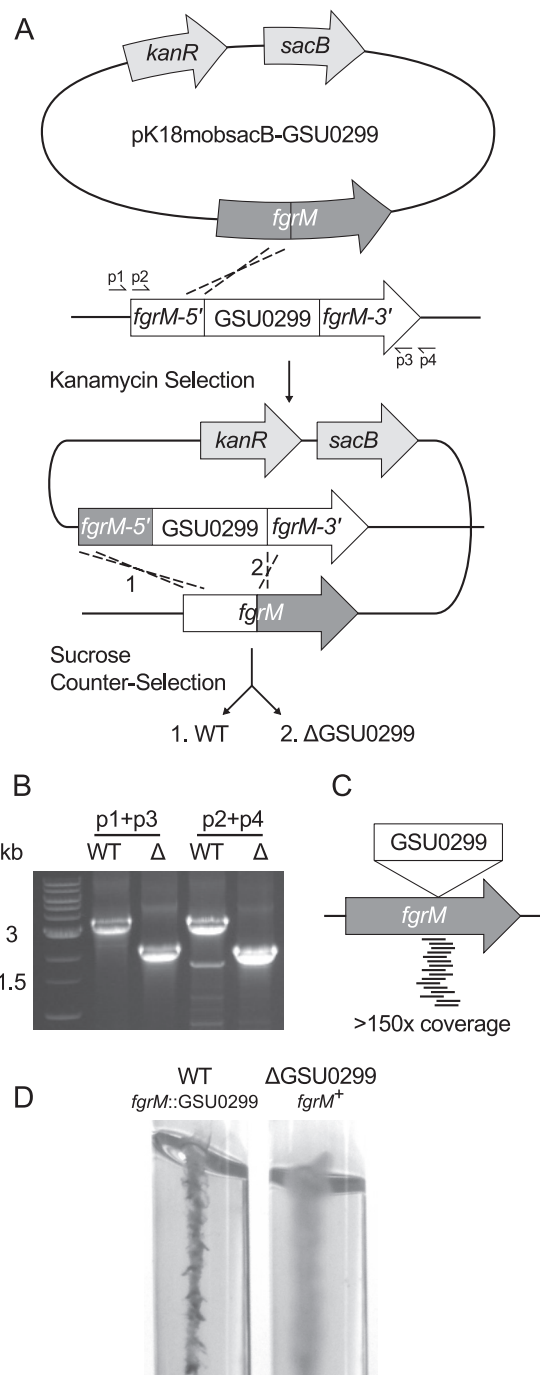 A
kanR
sacB
pK18mobsacB-GSU0299
fgrM
p1 p2
fgrM-5' GSU0299 fgrM-3'
p3 p4
Kanamycin Selection
kanR
sacB
fgrM-5' GSU0299 fgrM-3'
1
2
fgrM
Sucrose
Counter-Selection
1. WT
2. ΔGSU0299
B
p1+p3 p2+p4
kb WT Δ WT Δ
3
1.5
C
GSU0299
fgrM
>150x coverage
D
WT
fgrM::GSU0299
ΔGSU0299
fgrM+